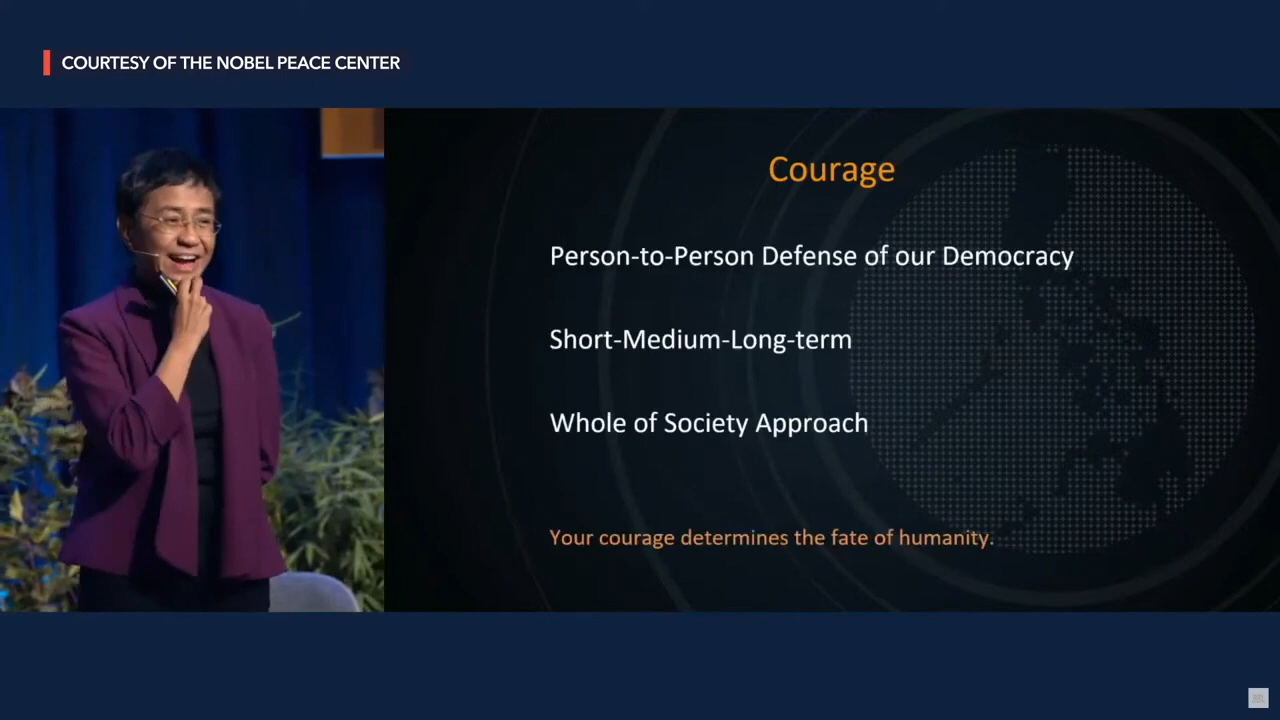 COURTESY OF THE NOBEL PEACE CENTER
Courage
Person-to-Person Defense of our Democracy
Short-Medium-Long-term
Whole of Society Approach
Your courage determines the fate of humanity.